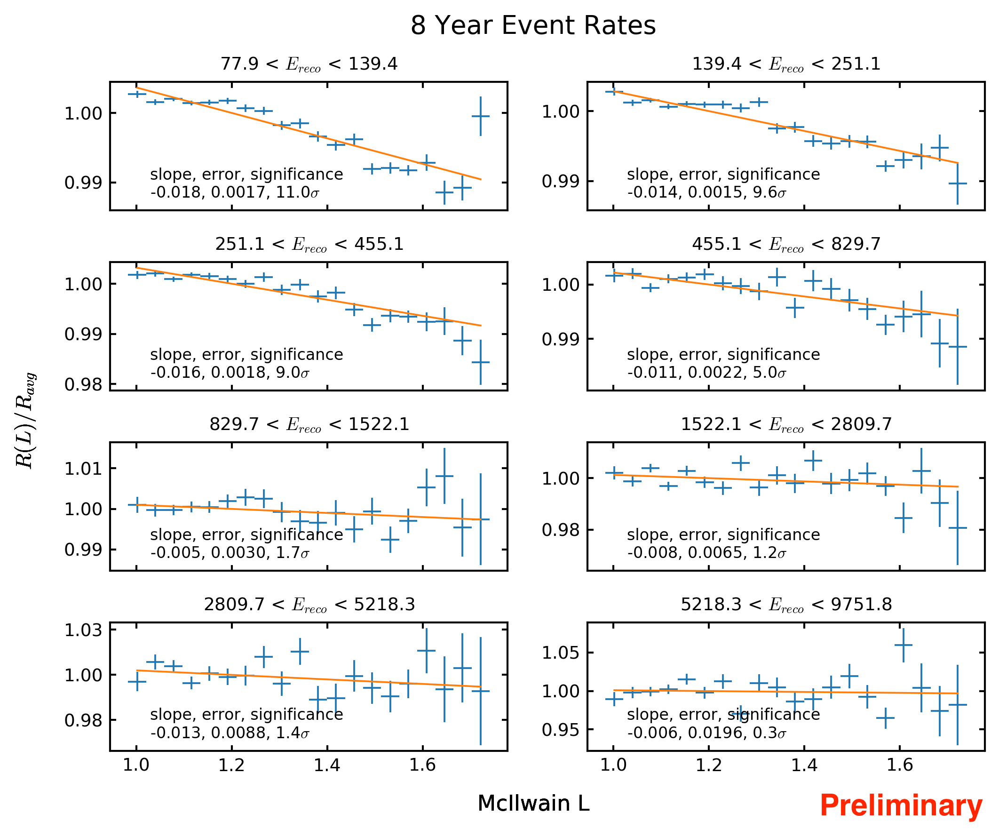 8 Year Event Rates
77.9 < E_reco < 139.4
139.4 < E_reco < 251.1
1.00
0.99
slope, error, significance
-0.018, 0.0017, 11.0σ
1.00
0.99
slope, error, significance
-0.014, 0.0015, 9.6σ
251.1 < E_reco < 455.1
455.1 < E_reco < 829.7
1.00
0.99
0.98
slope, error, significance
-0.016, 0.0018, 9.0σ
1.00
0.99
slope, error, significance
-0.011, 0.0022, 5.0σ
R(L)/R_avg
829.7 < E_reco < 1522.1
1522.1 < E_reco < 2809.7
1.01
1.00
0.99
slope, error, significance
-0.005, 0.0030, 1.7σ
1.00
0.98
slope, error, significance
-0.008, 0.0065, 1.2σ
2809.7 < E_reco < 5218.3
5218.3 < E_reco < 9751.8
1.03
1.00
0.98
slope, error, significance
-0.013, 0.0088, 1.4σ
1.05
1.00
0.95
slope, error, significance
-0.006, 0.0196, 0.3σ
1.0 1.2 1.4 1.6
1.0 1.2 1.4 1.6
McIlwain L
Preliminary